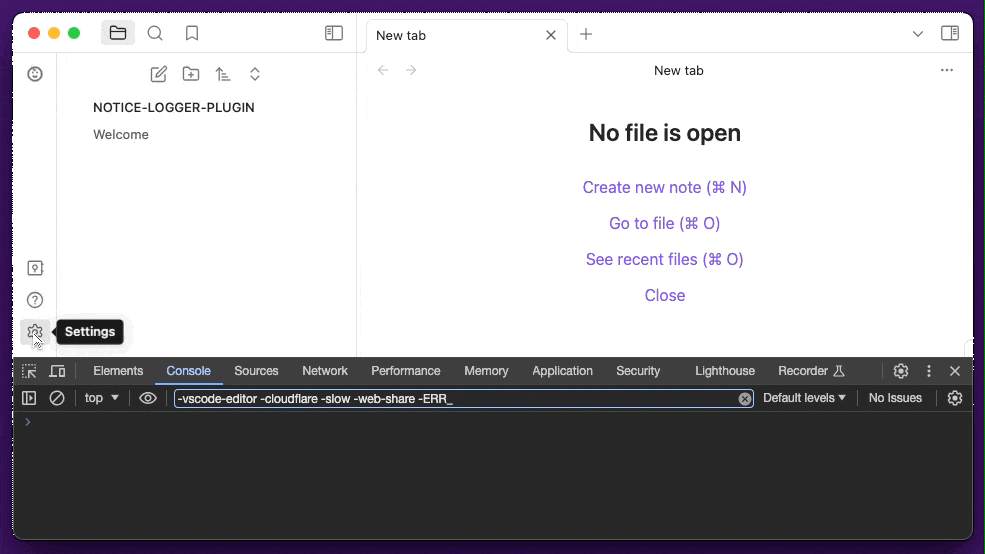 New tab
New tab
NOTICE-LOGGER-PLUGIN
Welcome
No file is open
Create new note (⌘ N)
Go to file (⌘ O)
See recent files (⌘ O)
Close
Settings
Elements Console Sources Network Performance Memory Application Security Lighthouse Recorder
top -vscode-editor -cloudflare -slow -web-share -ERR_ Default levels No Issues